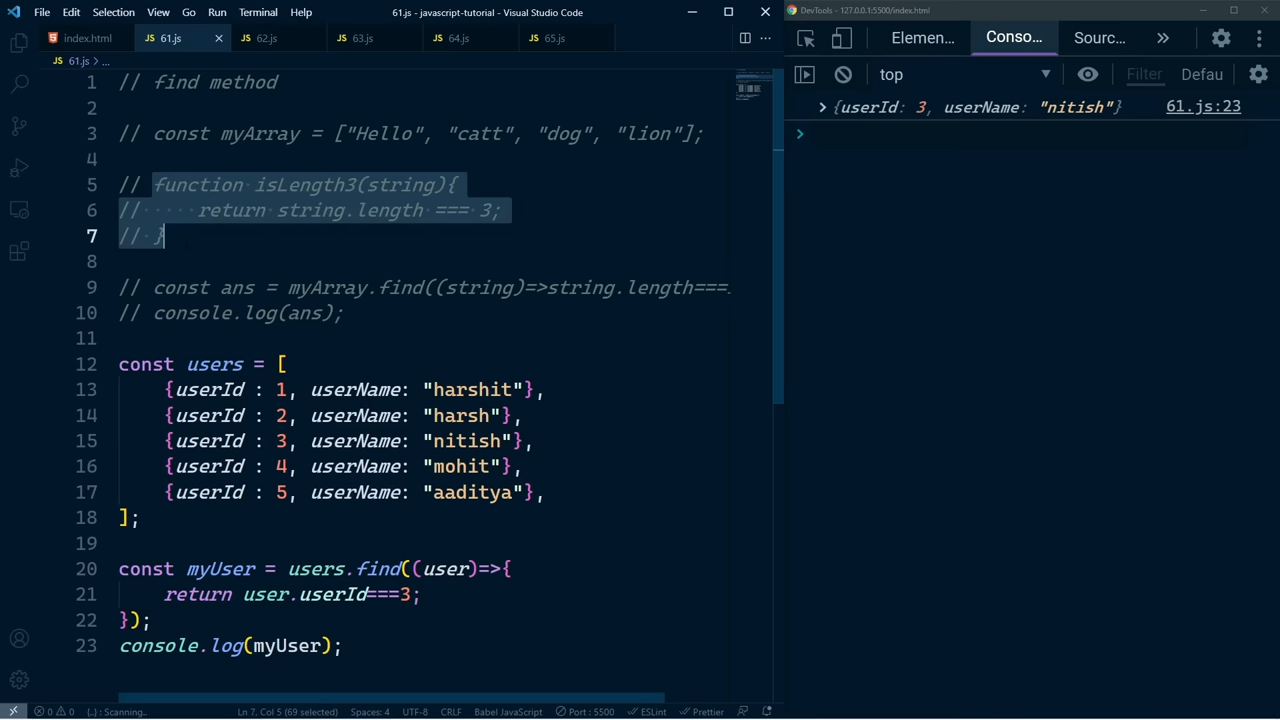 File Edit Selection View Go Run Terminal Help 61.js - javascript-tutorial - Visual Studio Code
DevTools - 127.0.0.1:5500/index.html
index.html JS 61.js JS 62.js JS 63.js JS 64.js JS 65.js
Elemen... Conso... Sourc...
JS 61.js > ...
top Filter Defau
1 // find method
2
3 // const myArray = ["Hello", "catt", "dog", "lion"];
4
5 // function isLength3(string){
6 // return string.length === 3;
7 // }
8
9 // const ans = myArray.find((string)=>string.length===
10 // console.log(ans);
11
12 const users = [
13 {userId : 1, userName: "harshit"},
14 {userId : 2, userName: "harsh"},
15 {userId : 3, userName: "nitish"},
16 {userId : 4, userName: "mohit"},
17 {userId : 5, userName: "aaditya"},
18 ];
19
20 const myUser = users.find((user)=>{
21 return user.userId===3;
22 });
23 console.log(myUser);
{userId: 3, userName: "nitish"} 61.js:23
0 0 {..} : Scanning.. Ln 7, Col 5 (69 selected) Spaces: 4 UTF-8 CRLF Babel JavaScript Port : 5500 ESLint Prettier